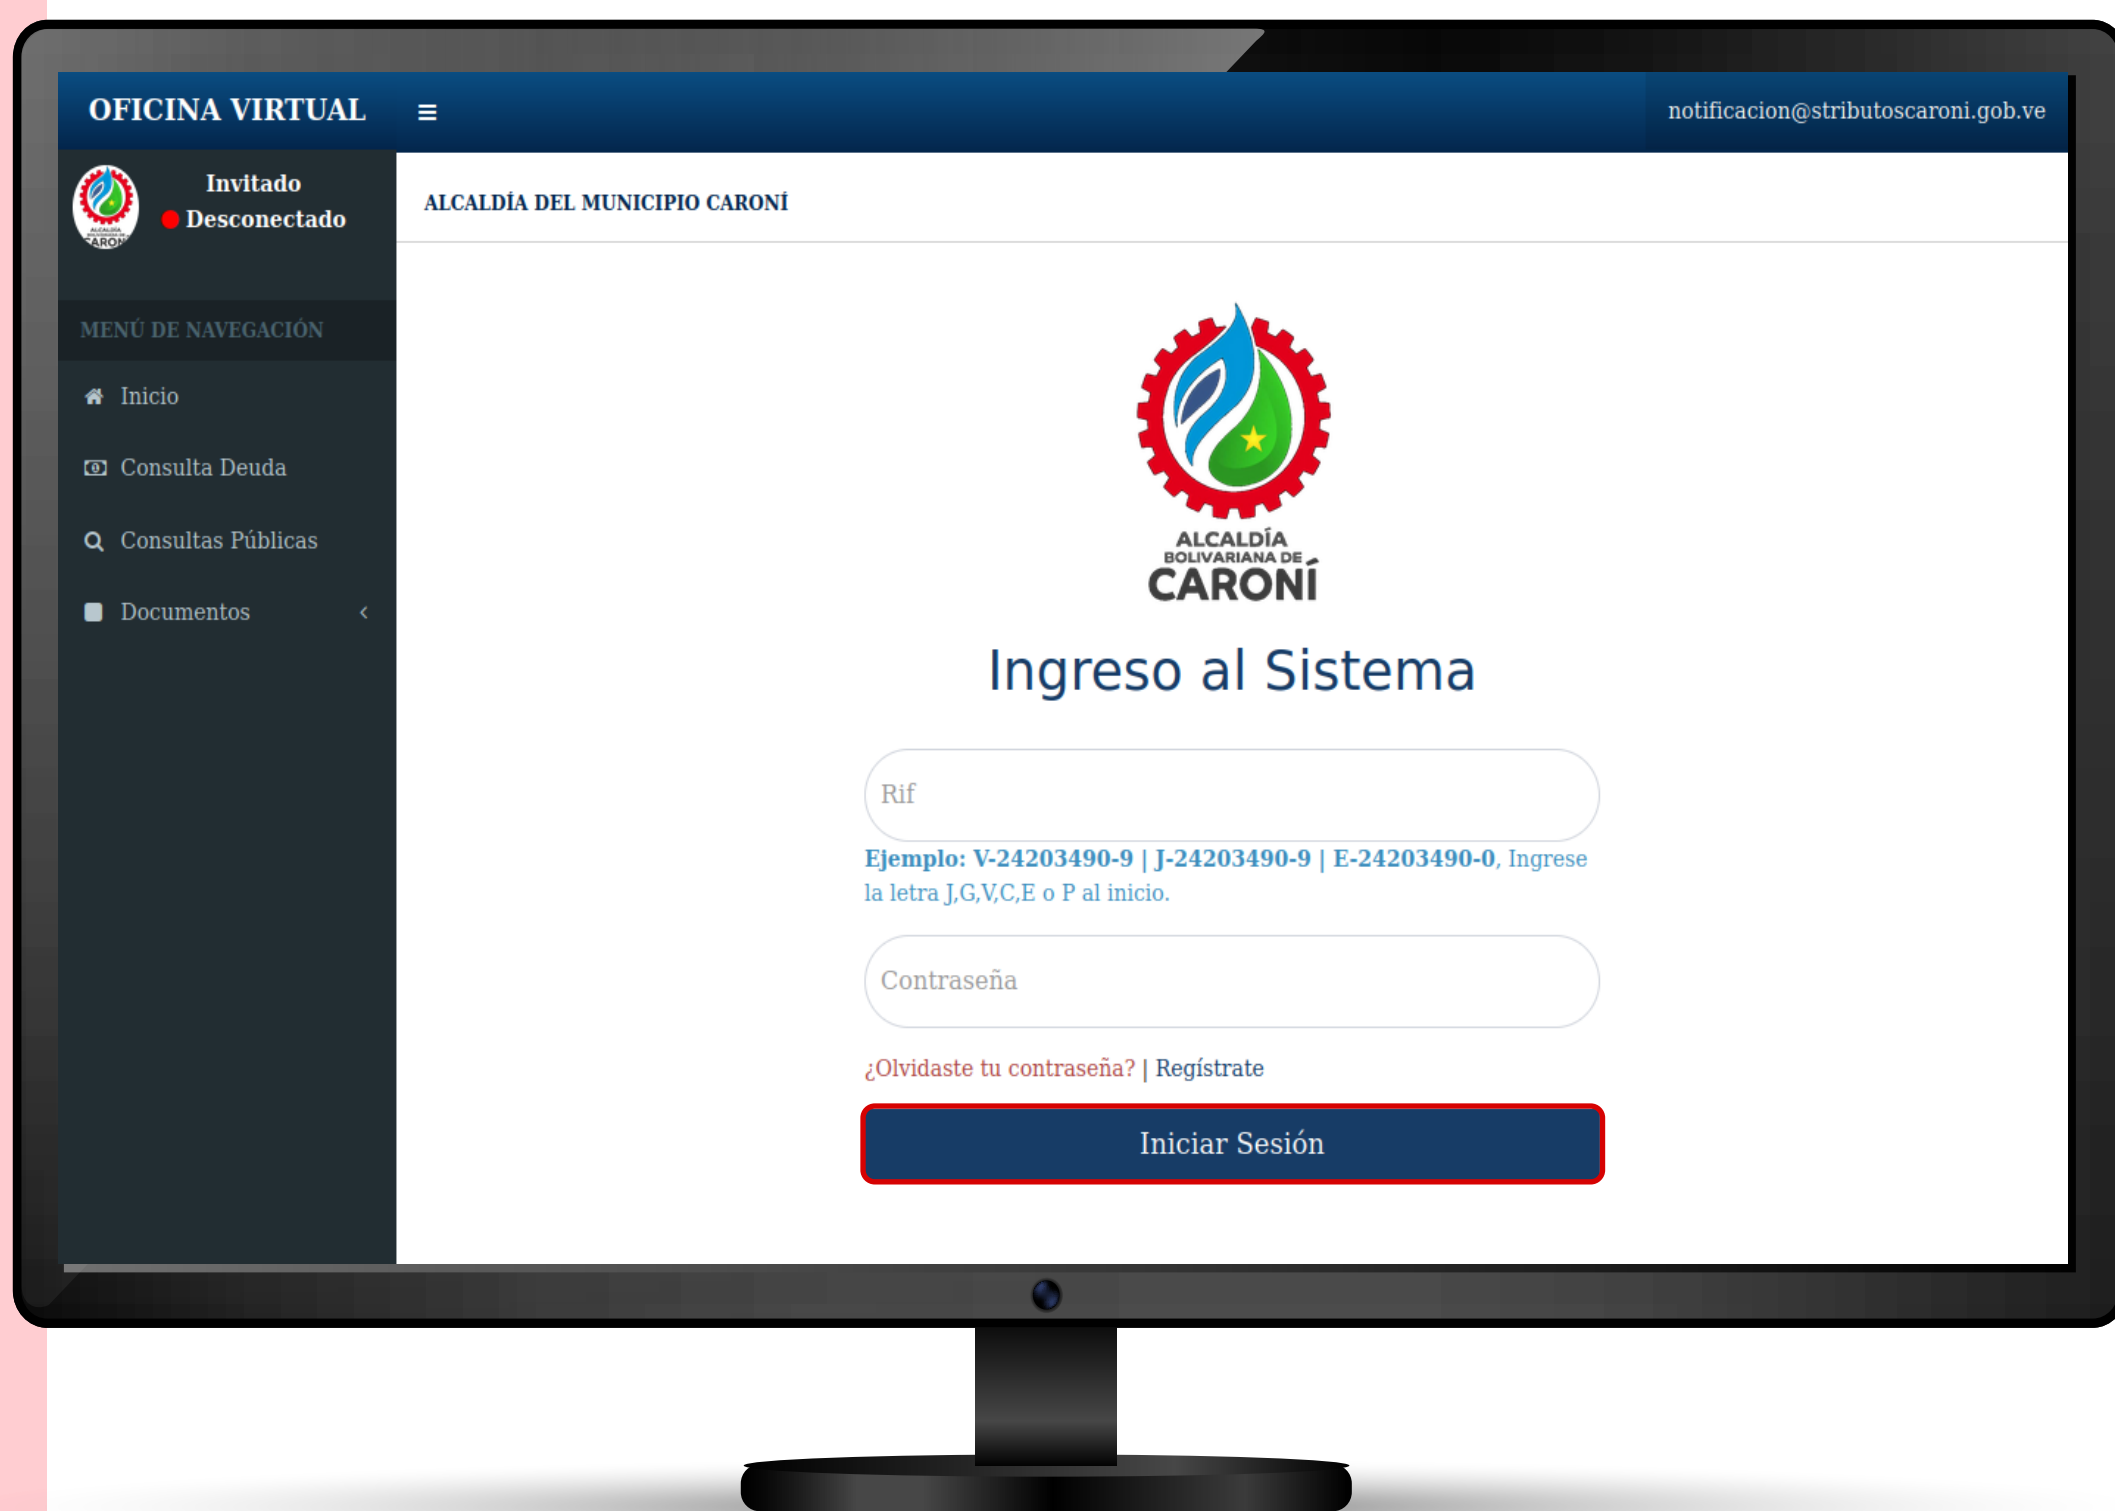 OFICINA VIRTUAL
notificacion@stributoscaroni.gob.ve
Invitado
Desconectado
ALCALDÍA DEL MUNICIPIO CARONÍ
MENÚ DE NAVEGACIÓN
Inicio
Consulta Deuda
Consultas Públicas
Documentos
ALCALDÍA
BOLIVARIANA DE
CARONÍ
Ingreso al Sistema
Rif
Ejemplo: V-24203490-9 | J-24203490-9 | E-24203490-0, Ingrese
la letra J,G,V,C,E o P al inicio.
Contraseña
¿Olvidaste tu contraseña? | Regístrate
Iniciar Sesión